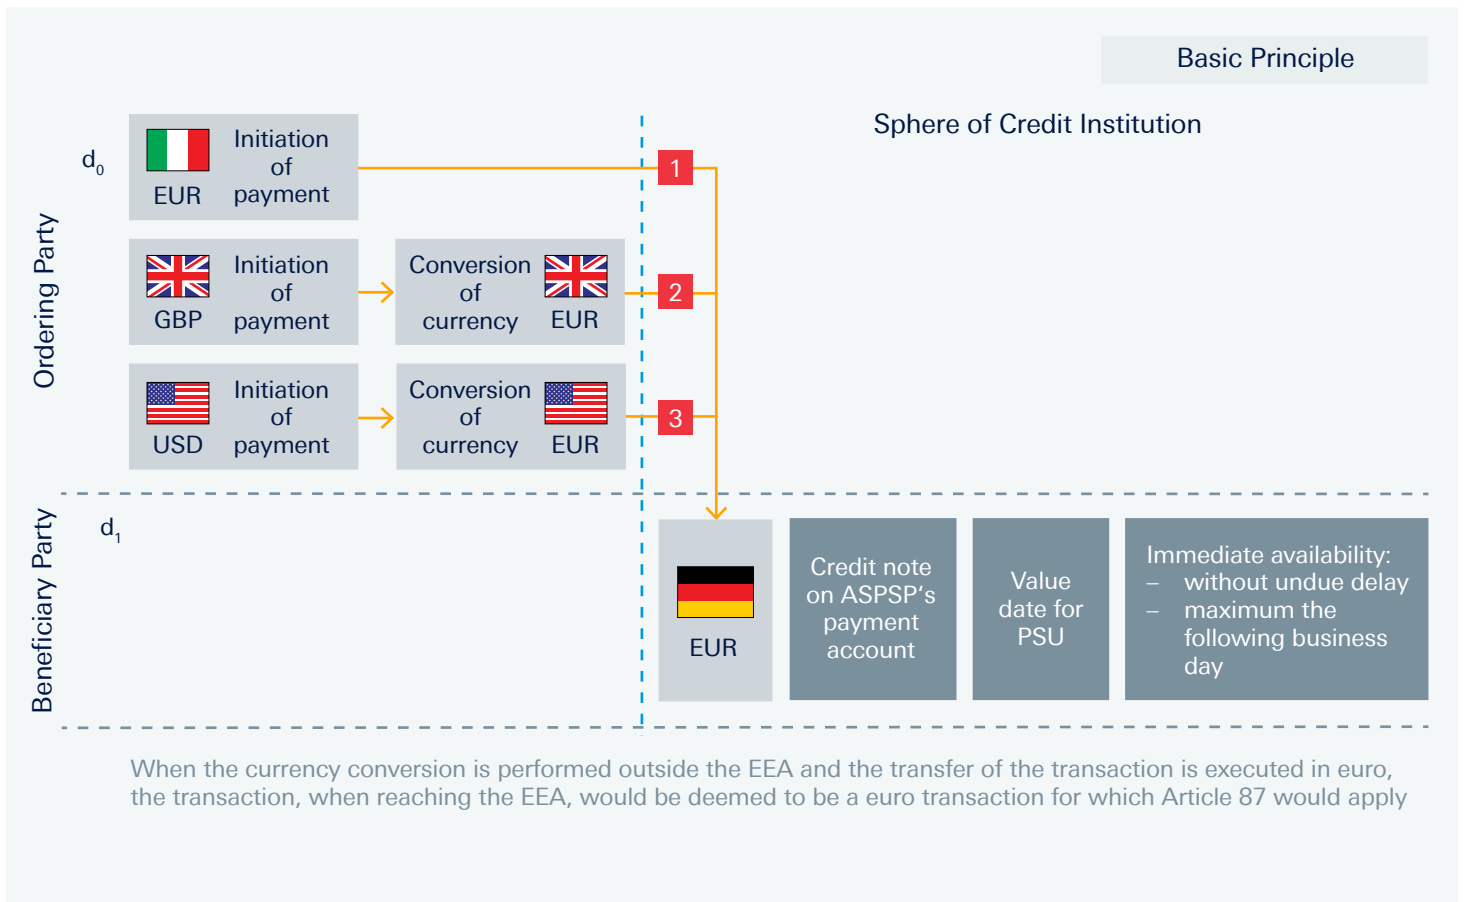 Basic Principle
Sphere of Credit Institution
Ordering Party
d0
EUR
Initiation
of
payment
1
GBP
Initiation
of
payment
Conversion
of
currency
EUR
2
USD
Initiation
of
payment
Conversion
of
currency
EUR
3
Beneficiary Party
d1
EUR
Credit note
on ASPSP‘s
payment
account
Value
date for
PSU
Immediate availability:
– without undue delay
– maximum the
following business
day
When the currency conversion is performed outside the EEA and the transfer of the transaction is executed in euro,
the transaction, when reaching the EEA, would be deemed to be a euro transaction for which Article 87 would apply